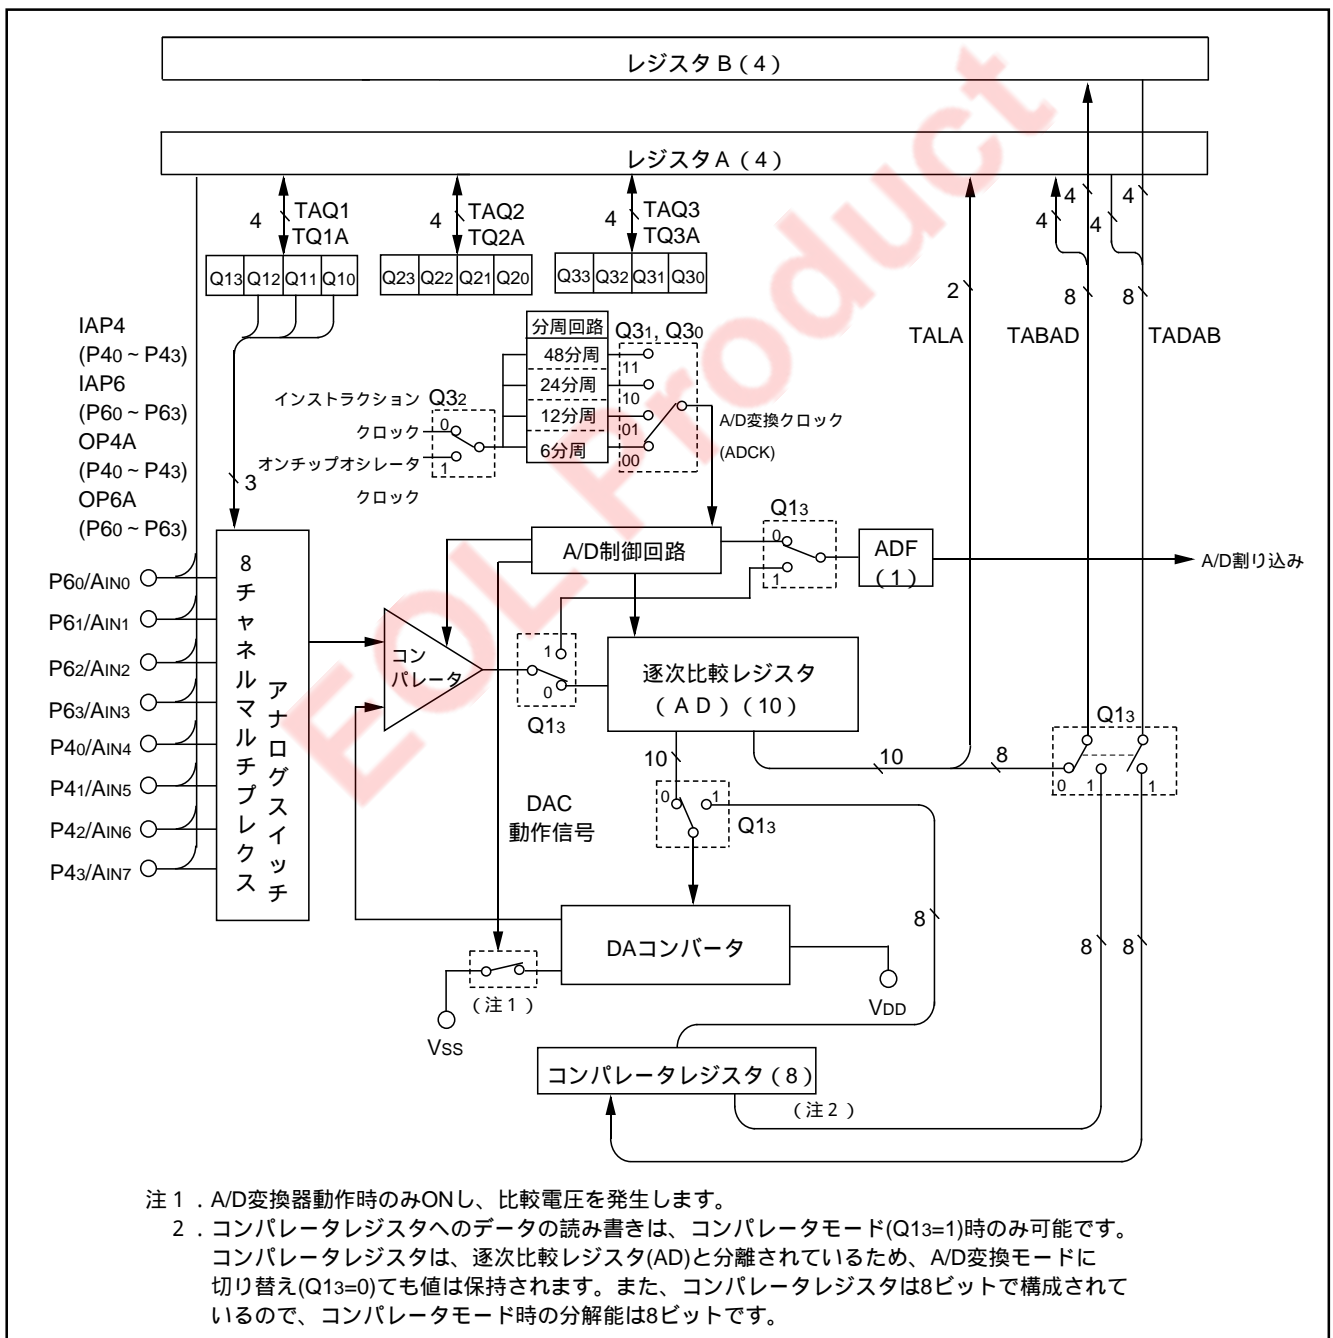 レジスタB(4)
レジスタA(4)
4
TAQ1
TQ1A
4
TAQ2
TQ2A
4
TAQ3
TQ3A
4
4
4
4
Q13 Q12 Q11 Q10
Q23 Q22 Q21 Q20
Q33 Q32 Q31 Q30
2
8
8
TALA
TABAD
TADAB
IAP4
(P40 ~ P43)
IAP6
(P60 ~ P63)
OP4A
(P40 ~ P43)
OP6A
(P60 ~ P63)
3
分周回路
48分周
24分周
12分周
6分周
Q31, Q30
11
10
01
00
インストラクション
クロック
オンチップオシレータ
クロック
Q32
0
1
A/D変換クロック
(ADCK)
A/D制御回路
Q13
0
1
ADF
(1)
A/D割り込み
P60/AIN0
P61/AIN1
P62/AIN2
P63/AIN3
P40/AIN4
P41/AIN5
P42/AIN6
P43/AIN7
8チャネルマルチプレクス
アナログスイッチ
コン
パレータ
1
0
Q13
逐次比較レジスタ
(AD)(10)
10
10
8
Q13
0
1
1
0
1
Q13
DAC
動作信号
DAコンバータ
8
8
8
(注1)
VSS
VDD
コンパレータレジスタ(8)
(注2)
注1.A/D変換器動作時のみONし、比較電圧を発生します。
2.コンパレータレジスタへのデータの読み書きは、コンパレータモード(Q13=1)時のみ可能です。
コンパレータレジスタは、逐次比較レジスタ(AD)と分離されているため、A/D変換モードに
切り替え(Q13=0)ても値は保持されます。また、コンパレータレジスタは8ビットで構成されて
いるので、コンパレータモード時の分解能は8ビットです。
EOL Product